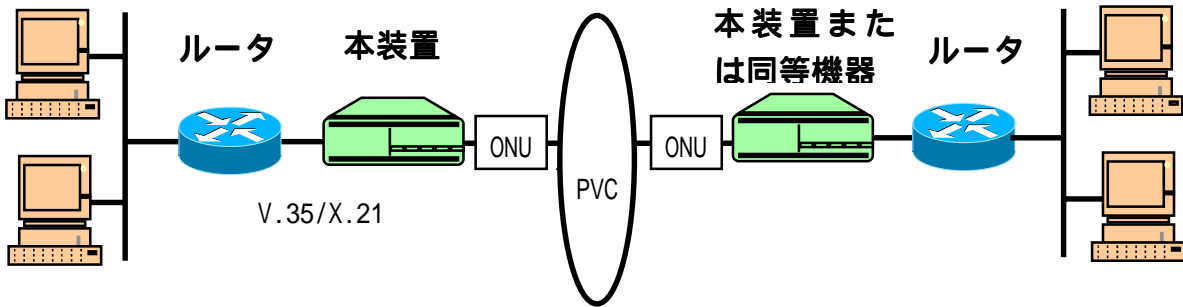 ルータ
本装置
V.35/X.21
ONU
PVC
ONU
本装置また
は同等機器
ルータ